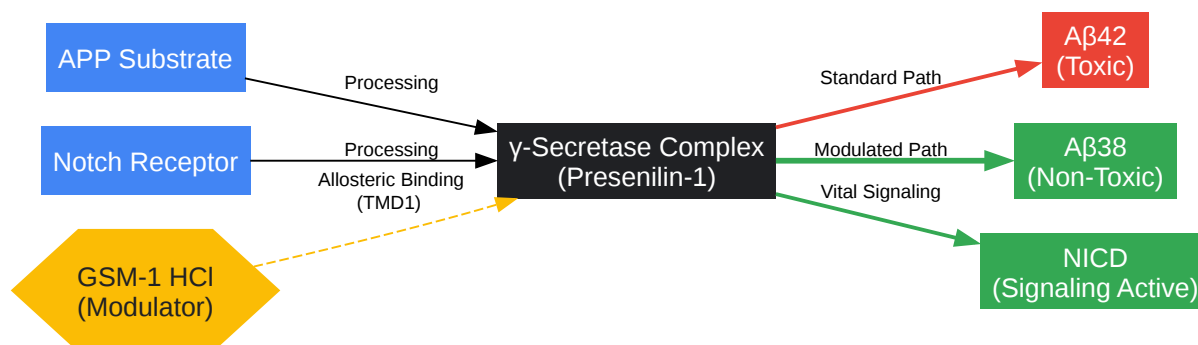 APP Substrate
Notch Receptor
GSM-1 HCl
(Modulator)
Processing
Processing
Allosteric Binding
(TMD1)
γ-Secretase Complex
(Presenilin-1)
Standard Path
Modulated Path
Vital Signaling
Aβ42
(Toxic)
Aβ38
(Non-Toxic)
NICD
(Signaling Active)